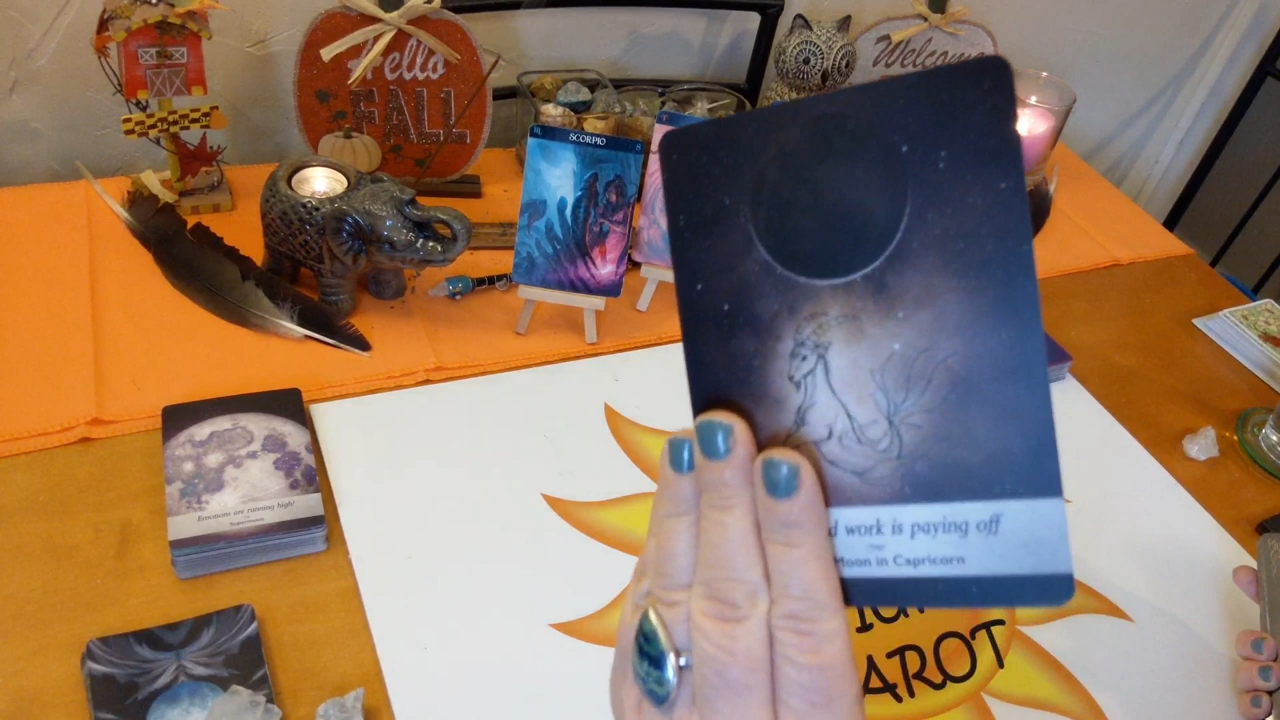 Hello
FALL
Welcome
SCORPIO
Emotions are running high!
Supermoon
d work is paying off
Moon in Capricorn
AROT